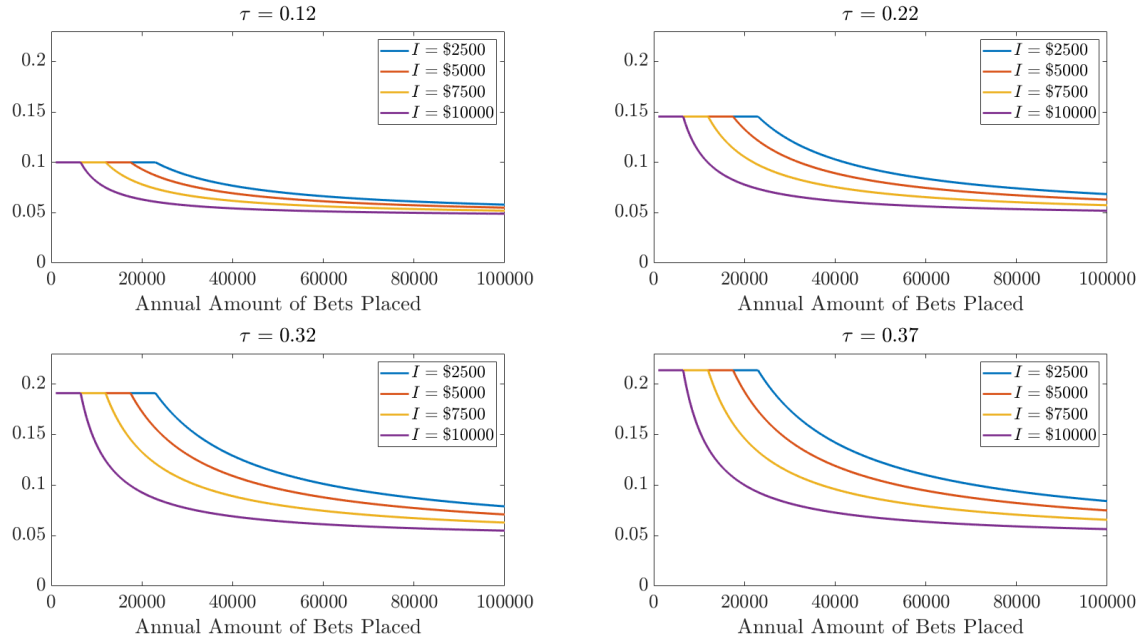 τ = 0.12
0.2
0.15
0.1
0.05
0
I = $2500
I = $5000
I = $7500
I = $10000
0 20000 40000 60000 80000 100000
Annual Amount of Bets Placed
τ = 0.22
0.2
0.15
0.1
0.05
0
I = $2500
I = $5000
I = $7500
I = $10000
0 20000 40000 60000 80000 100000
Annual Amount of Bets Placed
τ = 0.32
0.2
0.15
0.1
0.05
0
I = $2500
I = $5000
I = $7500
I = $10000
0 20000 40000 60000 80000 100000
Annual Amount of Bets Placed
τ = 0.37
0.2
0.15
0.1
0.05
0
I = $2500
I = $5000
I = $7500
I = $10000
0 20000 40000 60000 80000 100000
Annual Amount of Bets Placed